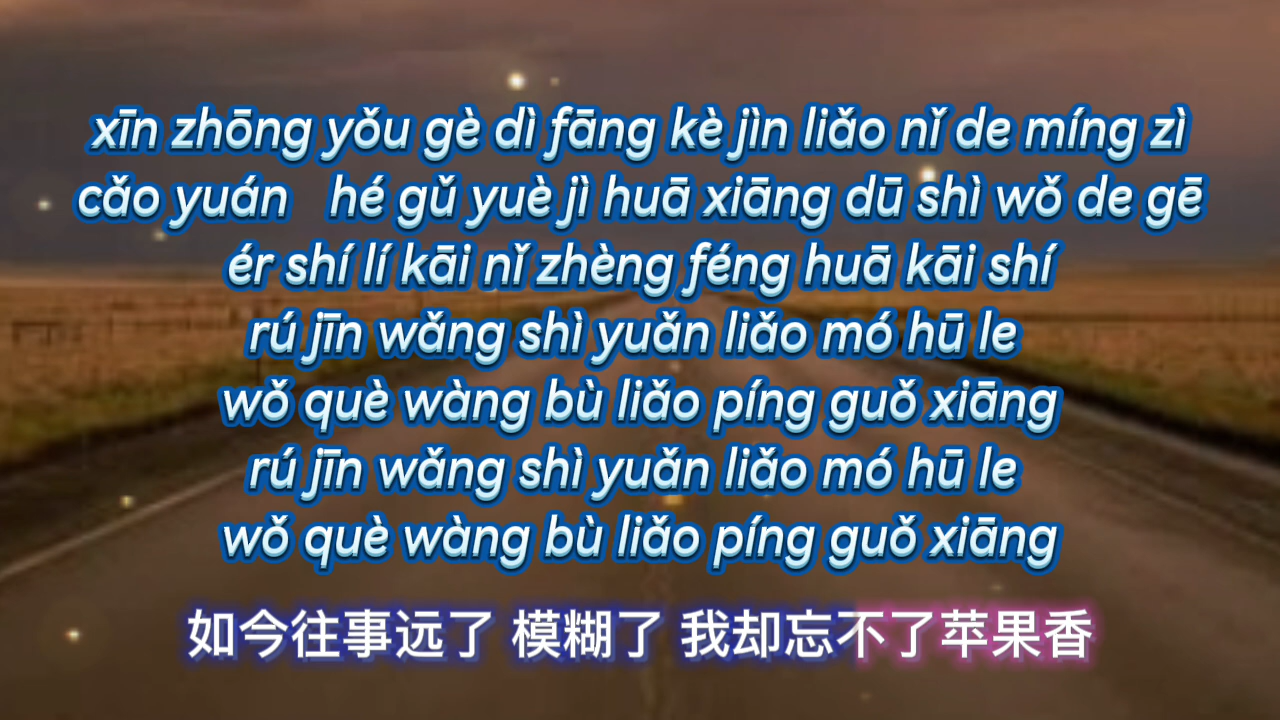 xīn zhōng yǒu gè dì fāng kè jìn liǎo nǐ de míng zì
cǎo yuán hé gǔ yuè jì huā xiāng dū shì wǒ de gē
ér shí lí kāi nǐ zhèng féng huā kāi shí
rú jīn wǎng shì yuǎn liǎo mó hū le
wǒ què wàng bù liǎo píng guǒ xiāng
rú jīn wǎng shì yuǎn liǎo mó hū le
wǒ què wàng bù liǎo píng guǒ xiāng
如今往事远了 模糊了 我却忘不了苹果香